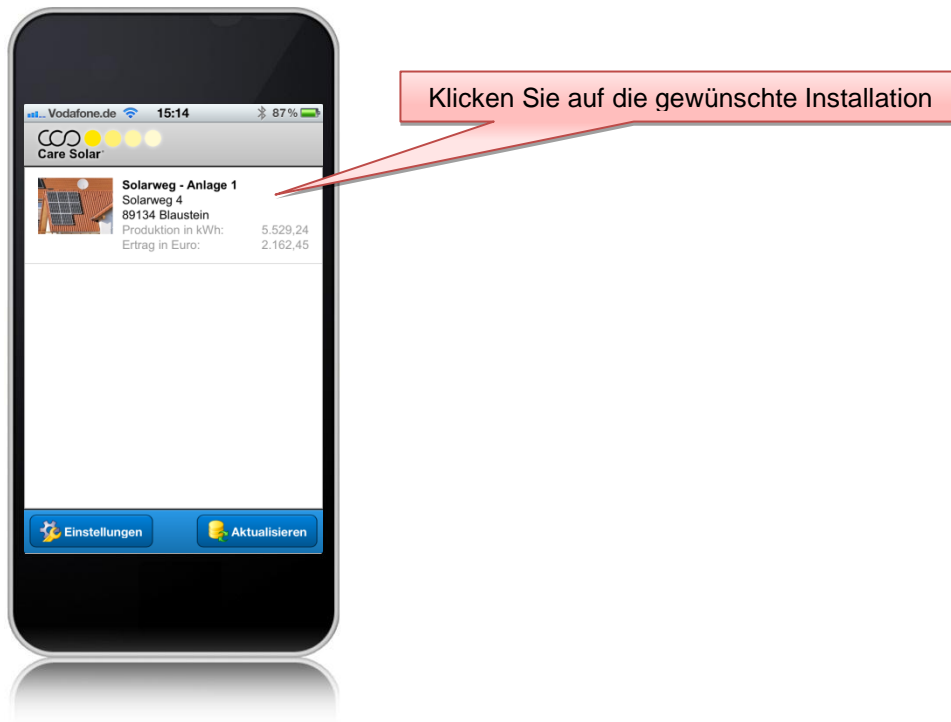 Klicken Sie auf die gewünschte Installation
Vodafone.de 15:14 87%
Care Solar
Solarweg - Anlage 1
Solarweg 4
89134 Blaustein
Produktion in kWh: 5.529,24
Ertrag in Euro: 2.162,45
Einstellungen Aktualisieren